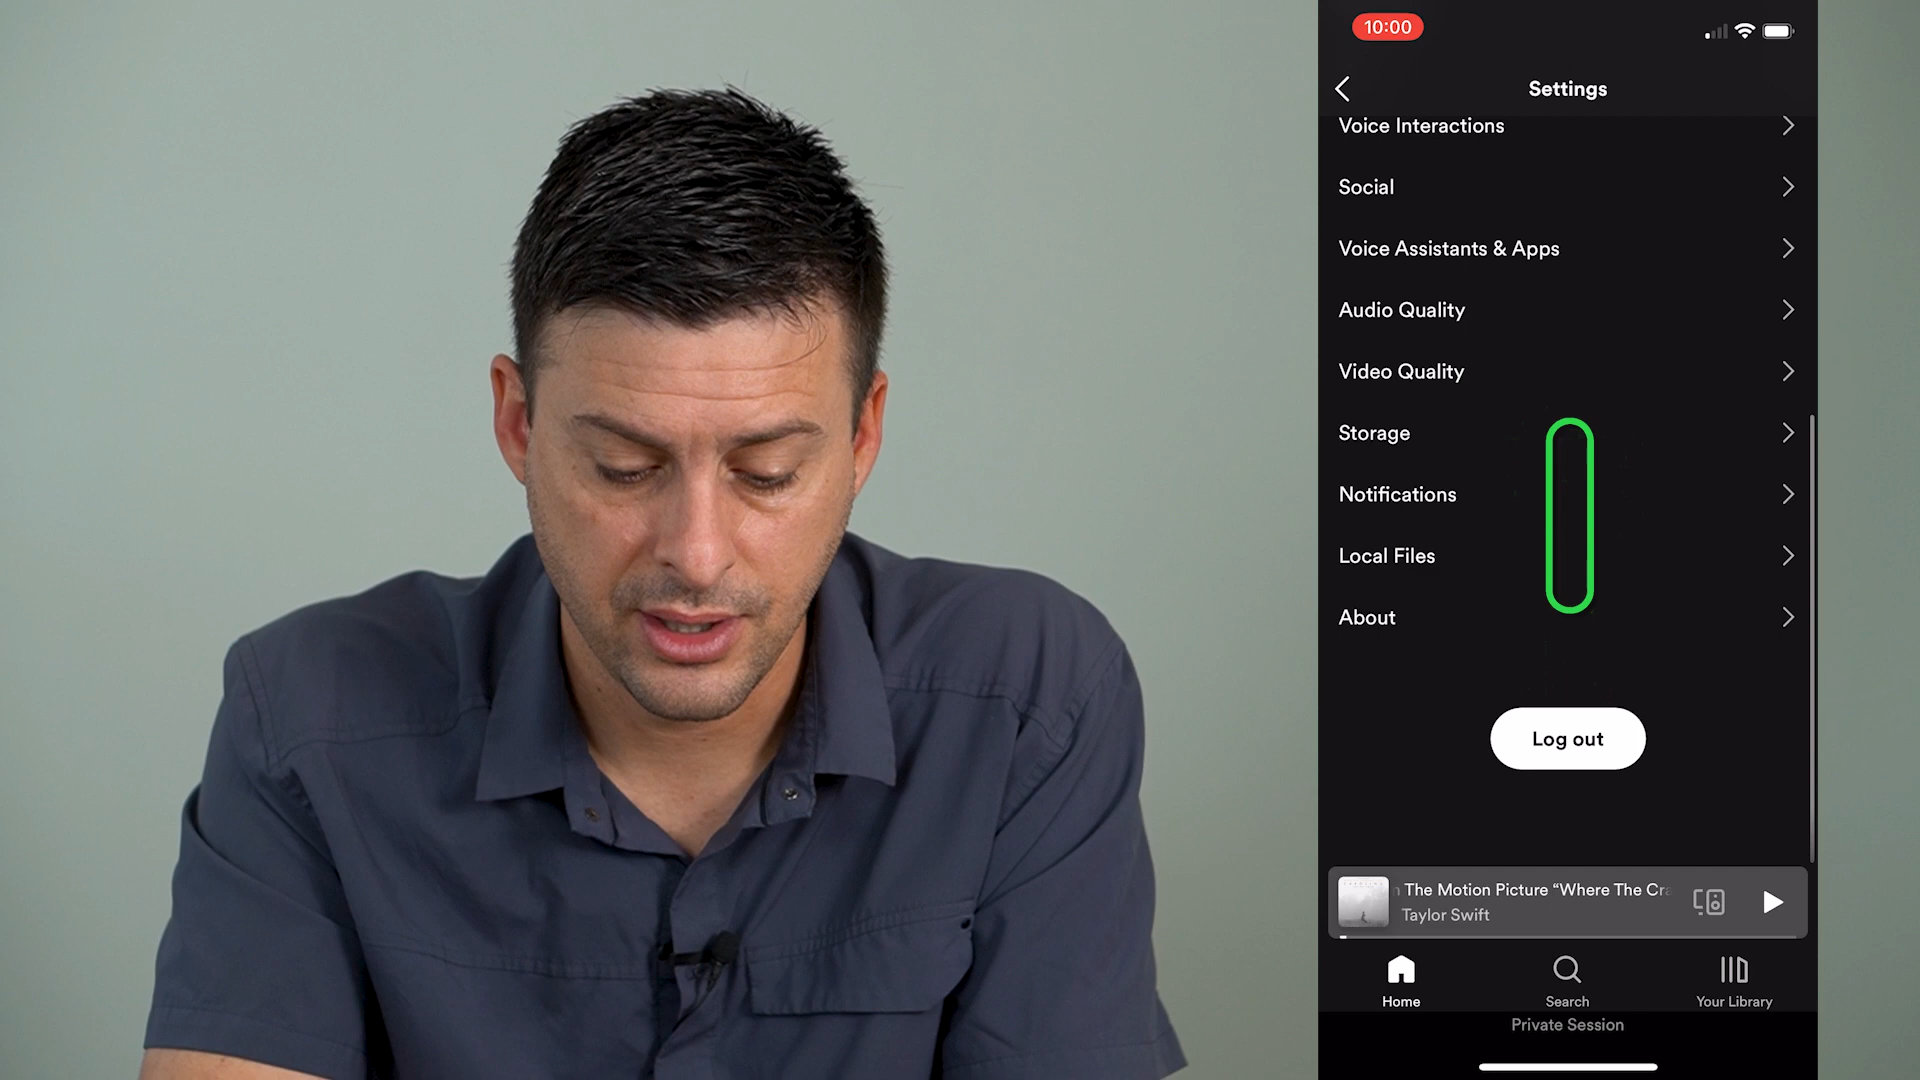 10:00
Settings
Voice Interactions
Social
Voice Assistants & Apps
Audio Quality
Video Quality
Storage
Notifications
Local Files
About
Log out
The Motion Picture “Where The Cra
Taylor Swift
Home
Search
Your Library
Private Session